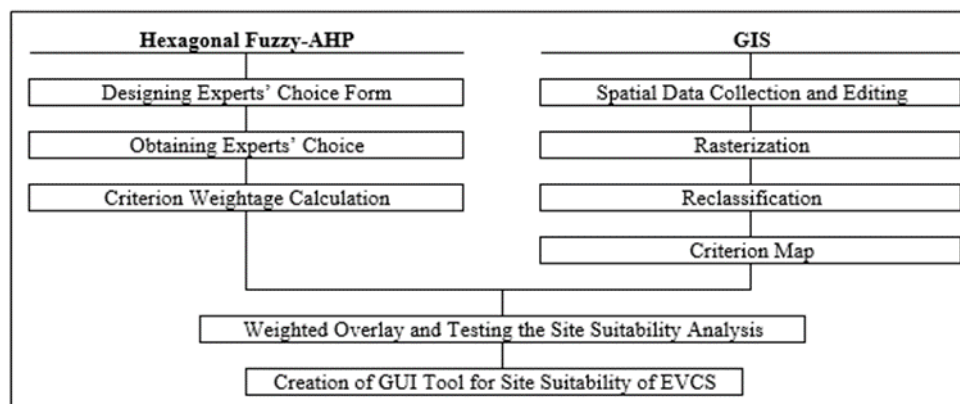 Hexagonal Fuzzy-AHP
Designing Experts' Choice Form
Obtaining Experts' Choice
Criterion Weightage Calculation
GIS
Spatial Data Collection and Editing
Rasterization
Reclassification
Criterion Map
Weighted Overlay and Testing the Site Suitability Analysis
Creation of GUI Tool for Site Suitability of EVCS